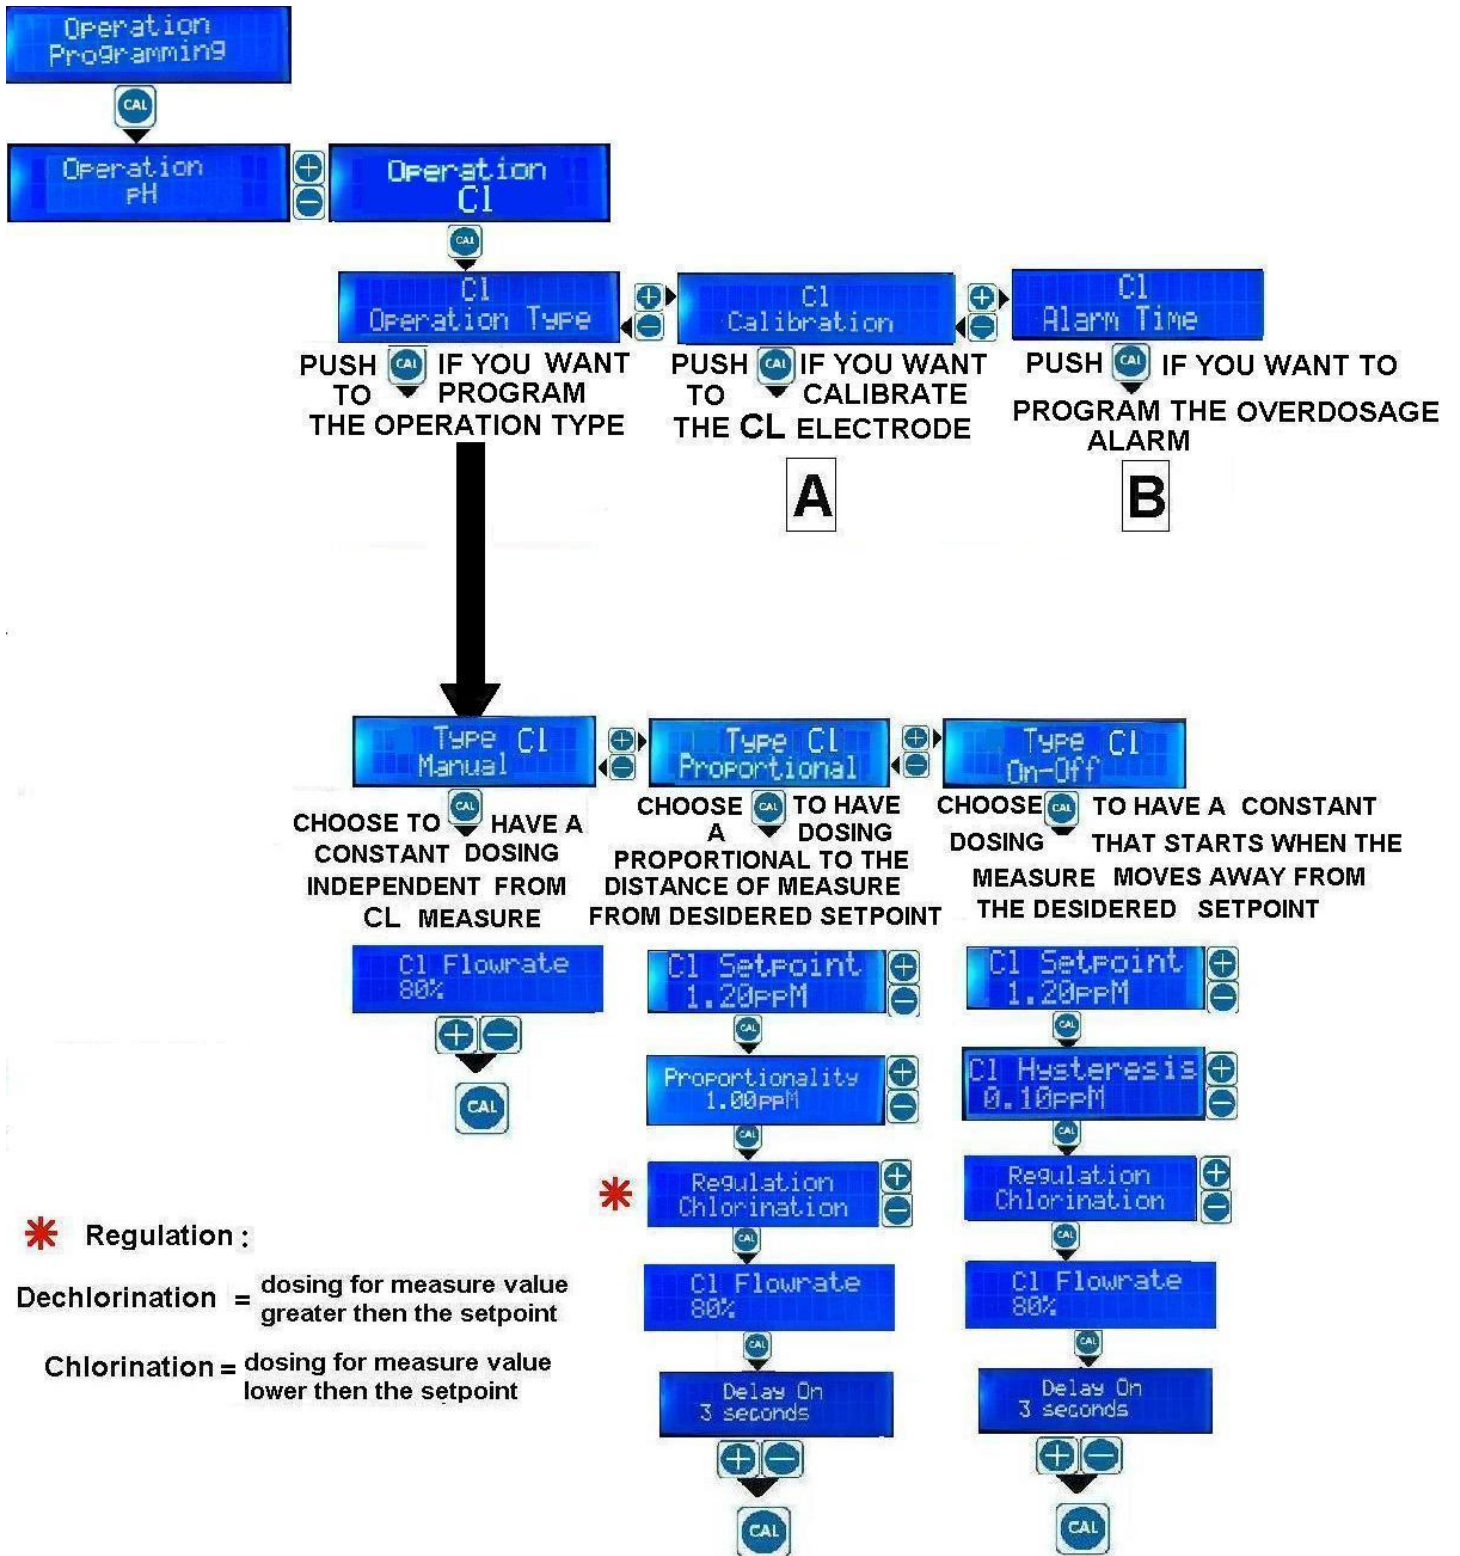 Operation
Programming
CAL
Operation
pH
Operation
Cl
CAL
Cl
Operation Type
Cl
Calibration
Cl
Alarm Time
PUSH CAL IF YOU WANT
TO PROGRAM
THE OPERATION TYPE
PUSH CAL IF YOU WANT
TO CALIBRATE
THE CL ELECTRODE
PUSH CAL IF YOU WANT TO
PROGRAM THE OVERDOSAGE
ALARM
A
B
Type Cl
Manual
Type Cl
Proportional
Type Cl
On-Off
CAL
CHOOSE TO HAVE A
CONSTANT DOSING
INDEPENDENT FROM
CL MEASURE
CHOOSE CAL TO HAVE
A DOSING
PROPORTIONAL TO THE
DISTANCE OF MEASURE
FROM DESIDERED SETPOINT
CHOOSE CAL TO HAVE A CONSTANT
DOSING THAT STARTS WHEN THE
MEASURE MOVES AWAY FROM
THE DESIDERED SETPOINT
Cl Flowrate
80%
CAL
Cl Setpoint
1.20ppM
CAL
Proportionality
1.00ppM
CAL
Regulation
Chlorination
CAL
Cl Flowrate
80%
CAL
Delay On
3 seconds
CAL
Cl Setpoint
1.20ppM
CAL
Cl Hysteresis
0.10ppM
CAL
Regulation
Chlorination
CAL
Cl Flowrate
80%
CAL
Delay On
3 seconds
CAL
Regulation :
Dechlorination = dosing for measure value
greater then the setpoint
Chlorination = dosing for measure value
lower then the setpoint